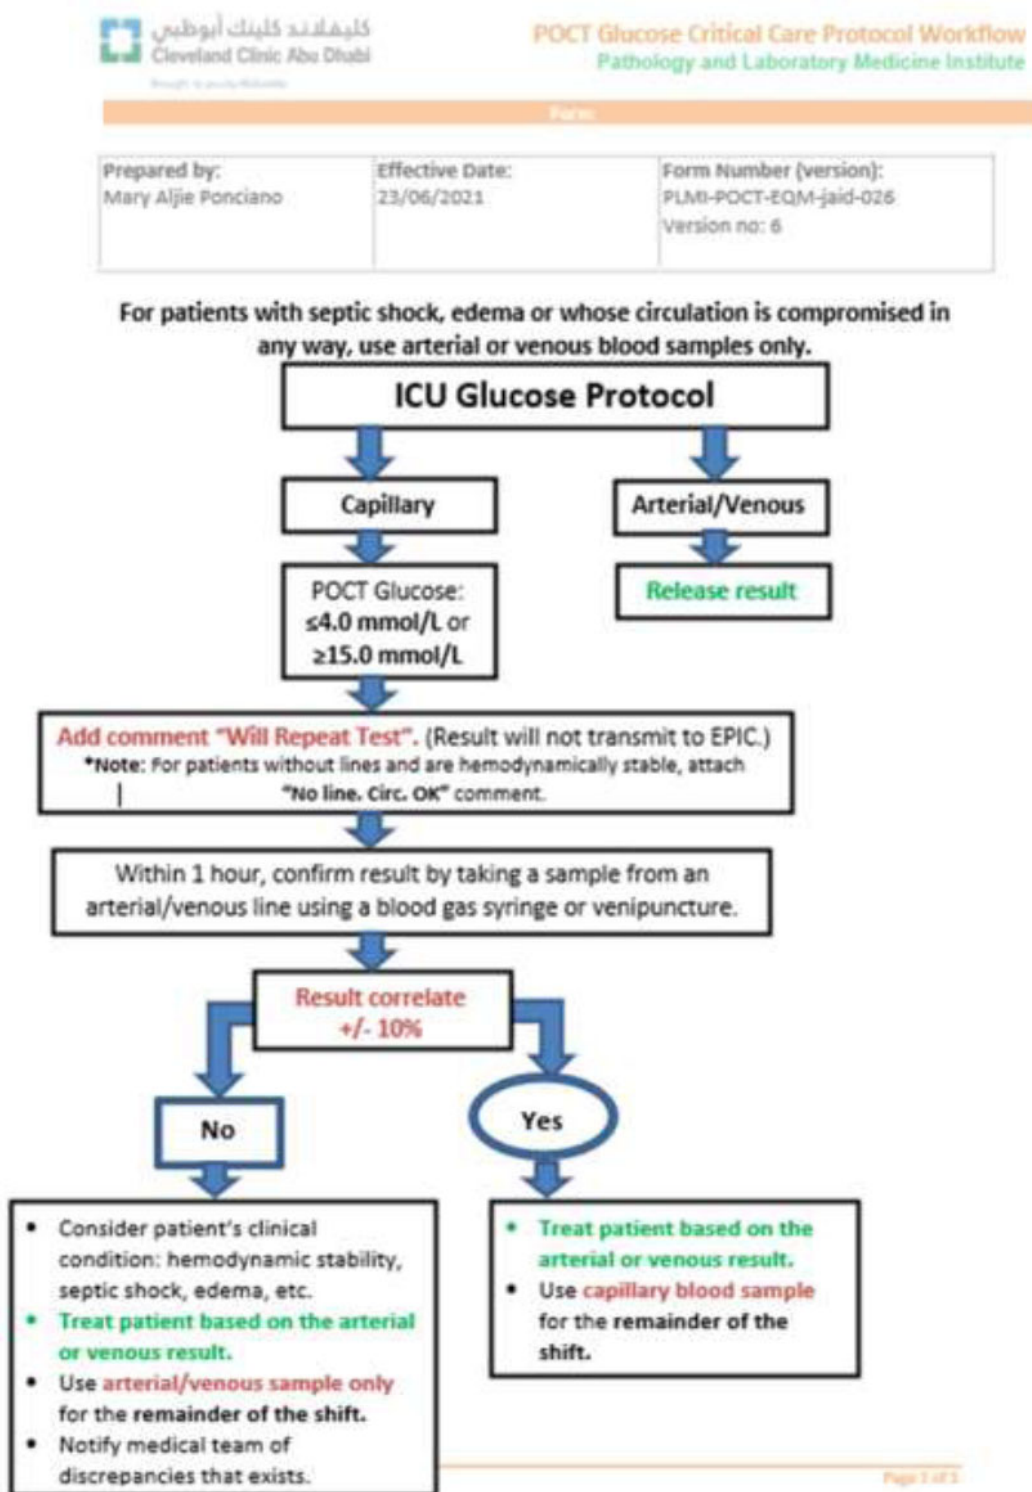 كليفلاند كلينك أبوظبي
Cleveland Clinic Abu Dhabi
POCT Glucose Critical Care Protocol Workflow
Pathology and Laboratory Medicine Institute
Form
Prepared by:
Mary Aljie Ponciano
Effective Date:
23/06/2021
Form Number (version):
PLMI-POCT-EQM-jaid-026
Version no: 6
For patients with septic shock, edema or whose circulation is compromised in
any way, use arterial or venous blood samples only.
ICU Glucose Protocol
Capillary
Arterial/Venous
POCT Glucose:
≤4.0 mmol/L or
≥15.0 mmol/L
Release result
Add comment “Will Repeat Test”. (Result will not transmit to EPIC.)
*Note: For patients without lines and are hemodynamically stable, attach
“No line. Circ. OK” comment.
Within 1 hour, confirm result by taking a sample from an
arterial/venous line using a blood gas syringe or venipuncture.
Result correlate
+/- 10%
No
Yes
• Consider patient’s clinical
condition: hemodynamic stability,
septic shock, edema, etc.
• Treat patient based on the arterial
or venous result.
• Use arterial/venous sample only
for the remainder of the shift.
• Notify medical team of
discrepancies that exists.
• Treat patient based on the
arterial or venous result.
• Use capillary blood sample
for the remainder of the
shift.
Page 1 of 1